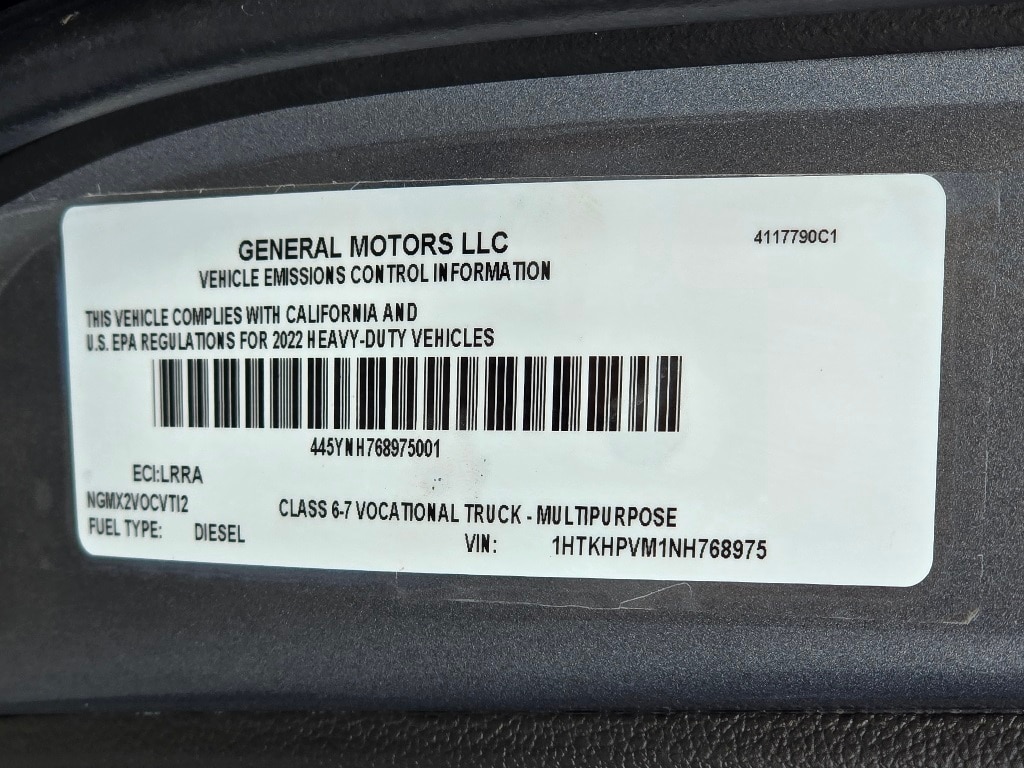 GENERAL MOTORS LLC
4117790C1
VEHICLE EMISSIONS CONTROL INFORMATION
THIS VEHICLE COMPLIES WITH CALIFORNIA AND
U.S. EPA REGULATIONS FOR 2022 HEAVY-DUTY VEHICLES
445YNH768975001
ECI:LRRA
NGMX2VOCVTI2
CLASS 6-7 VOCATIONAL TRUCK - MULTIPURPOSE
FUEL TYPE: DIESEL
VIN: 1HTKHPVM1NH768975